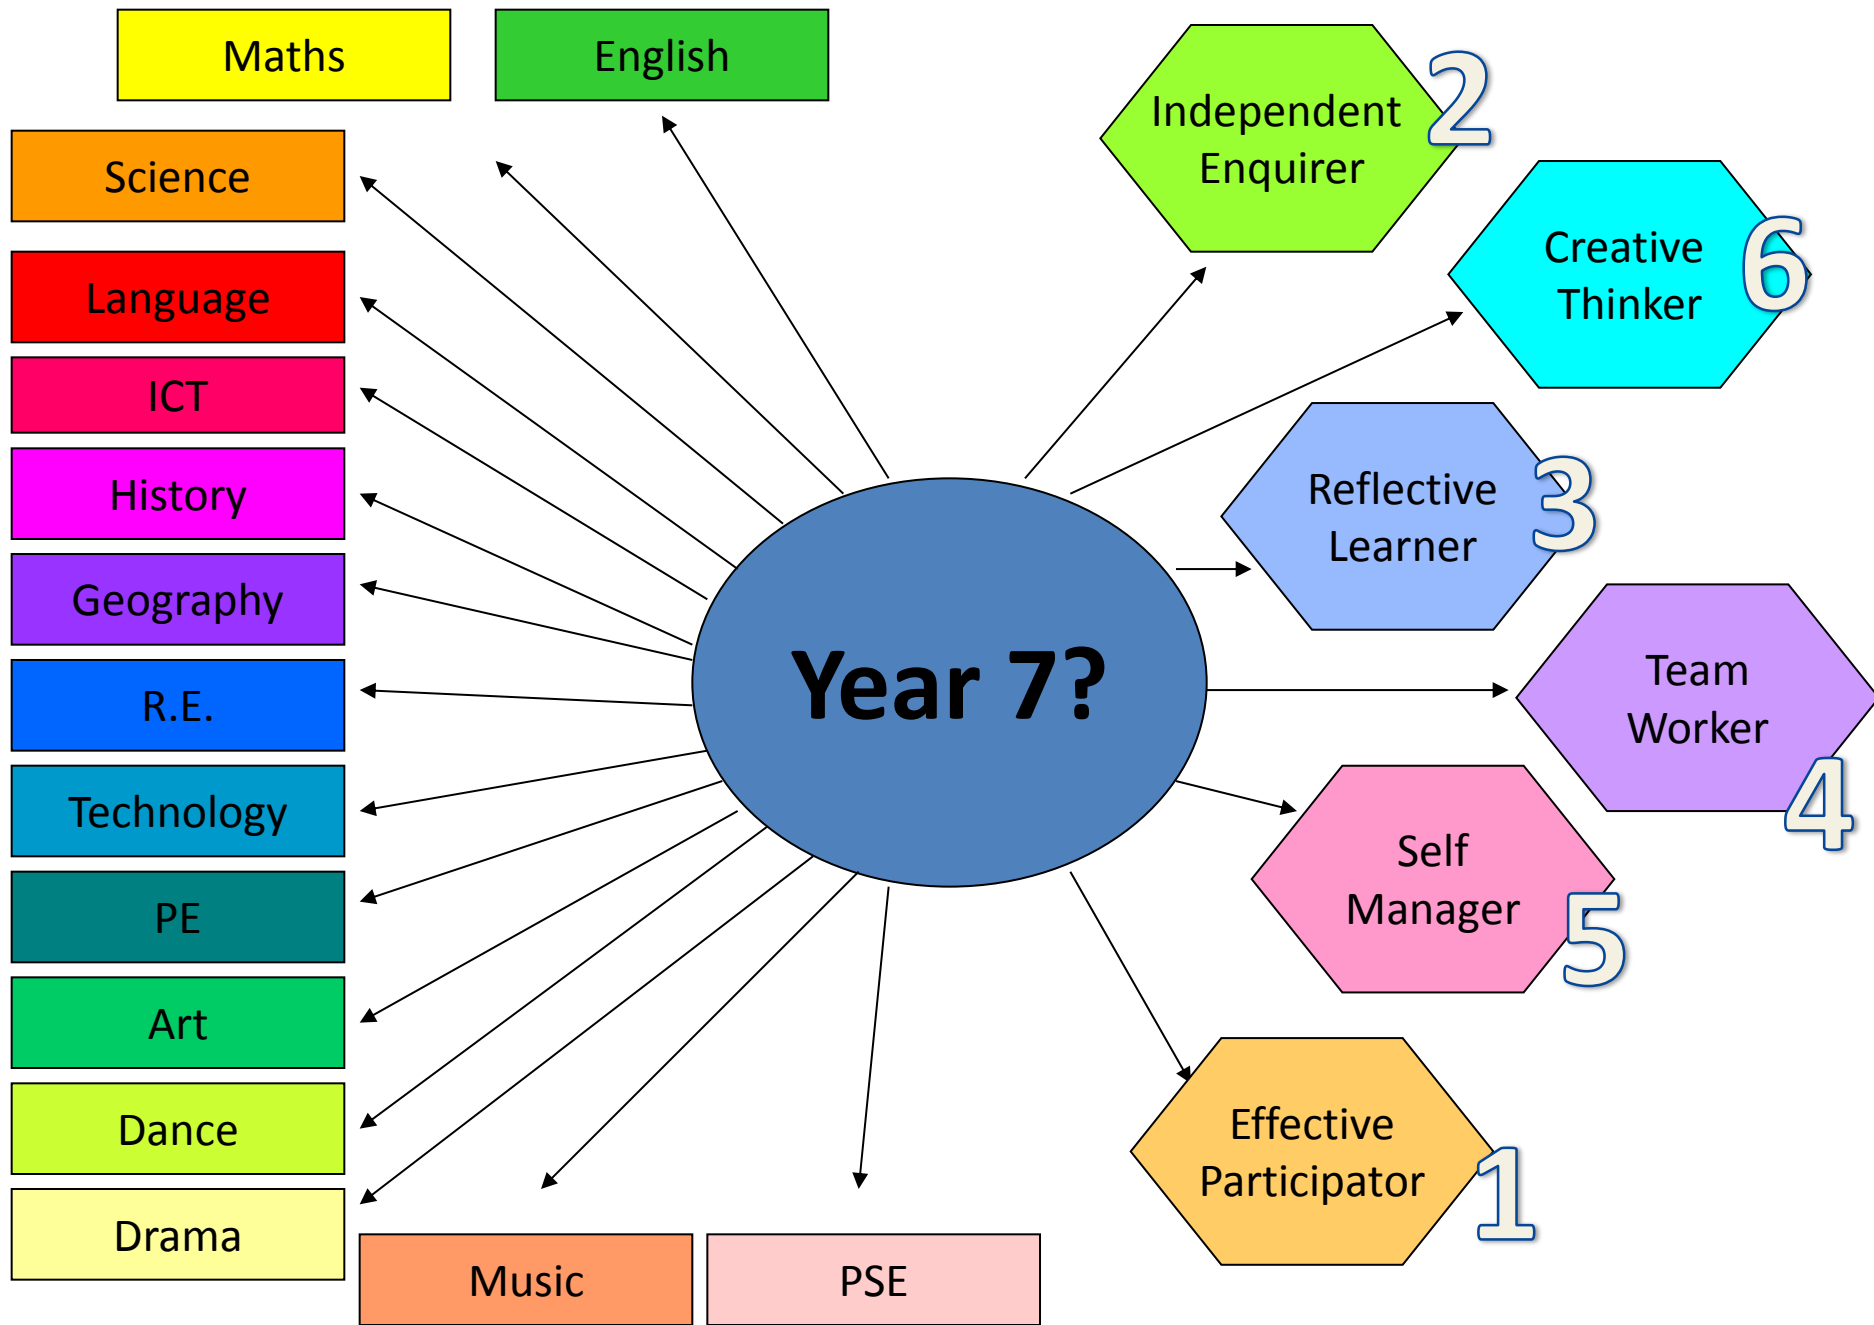 Maths
English
Science
Language
ICT
History
Geography
R.E.
Technology
PE
Art
Dance
Drama
Music
PSE
Year 7?
Independent
Enquirer
2
Creative
Thinker
6
Reflective
Learner
3
Team
Worker
4
Self
Manager
5
Effective
Participator
1